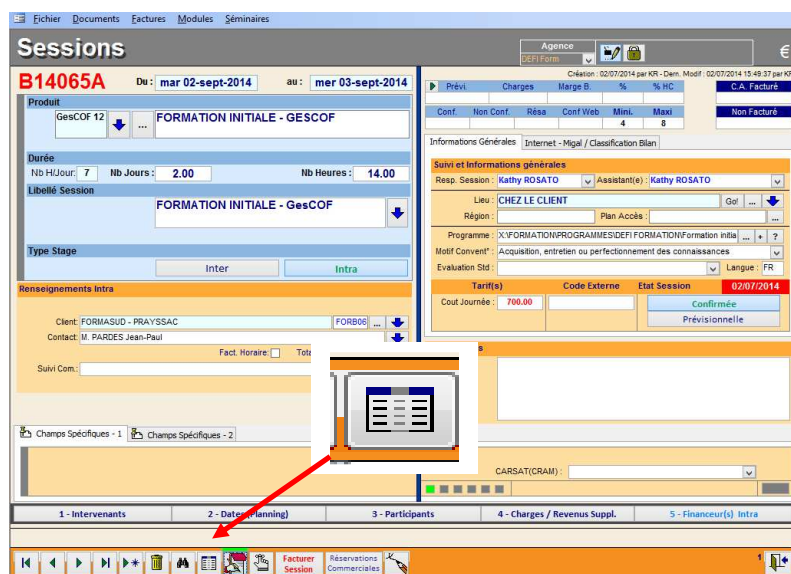 Fichier Documents Factures Modules Séminaires
Sessions
Agence
DEFI Form
€
B14065A Du : mar 02-sept-2014 au : mer 03-sept-2014
Création : 02/07/2014 par KR - Dern. Modif : 02/07/2014 15:49:37 par KR
Prévi. Charges Marge B. % % HC C.A. Facturé
Conf. Non Conf. Résa Conf Web Mini. Maxi Non Facturé
4 8
Produit
GesCOF 12 ... FORMATION INITIALE - GESCOF
Durée
Nb H/Jour: 7 Nb Jours : 2.00 Nb Heures : 14.00
Libellé Session
FORMATION INITIALE - GesCOF
Type Stage
Inter Intra
Informations Générales Internet - Migal / Classification Bilan
Suivi et Informations générales
Resp. Session : Kathy ROSATO Assistant(e) : Kathy ROSATO
Lieu : CHEZ LE CLIENT Go! ...
Région : Plan Accès : ...
Programme : X:\FORMATION\PROGRAMMES\DEFI FORMATION\Formation initia ... + ?
Motif Convent° : Acquisition, entretien ou perfectionnement des connaissances
Evaluation Std : Langue : FR
Tarif(s) Code Externe Etat Session 02/07/2014
Cout Journée : 700.00 Confirmée
Prévisionnelle
Renseignements Intra
Client: FORMASUD - PRAYSSAC FORB06 ...
Contact: M. PARDES Jean-Paul
Fact. Horaire:
Suivi Com.:
Champs Spécifiques - 1 Champs Spécifiques - 2
CARSAT(CRAM) :
1 - Intervenants 2 - Dates (Planning) 3 - Participants 4 - Charges / Revenus Suppl. 5 - Financeur(s) Intra
Facturer Session Réservations Commerciales
1